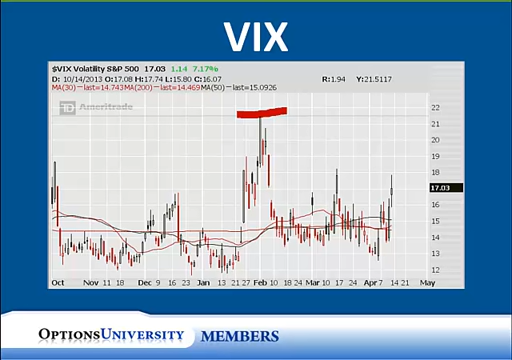 VIX
$VIX Volatility S&P 500 17.03 1.14 7.17%
D: 10/14/2013 O=17.08 H=17.74 L=15.80 C=16.07 R:1.94 Y:21.5117
MA(30) - last=14.743 MA(200) - last=14.469 MA(50) - last=15.0926
TD Ameritrade
22
21
20
19
18
17.03
16
15
14
13
12
Oct Nov 11 18 Dec 9 16 Jan 13 21 27 Feb 10 18 24 Mar 10 17 24 Apr 7 14 21 May
OPTIONSUNIVERSITY MEMBERS